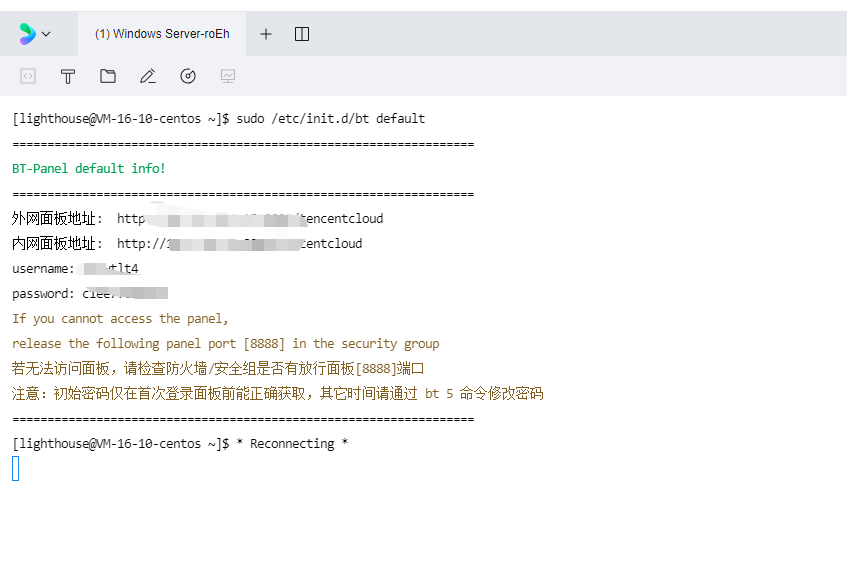 (1) Windows Server-roEh
[lighthouse@VM-16-10-centos ~]$ sudo /etc/init.d/bt default
==================================================================
BT-Panel default info!
==================================================================
外网面板地址: http tencentcloud
内网面板地址: http:// entcloud
username: tlt4
password:
If you cannot access the panel,
release the following panel port [8888] in the security group
若无法访问面板，请检查防火墙/安全组是否有放行面板[8888]端口
注意：初始密码仅在首次登录面板前能正确获取，其它时间请通过 bt 5 命令修改密码
==================================================================
[lighthouse@VM-16-10-centos ~]$ * Reconnecting *